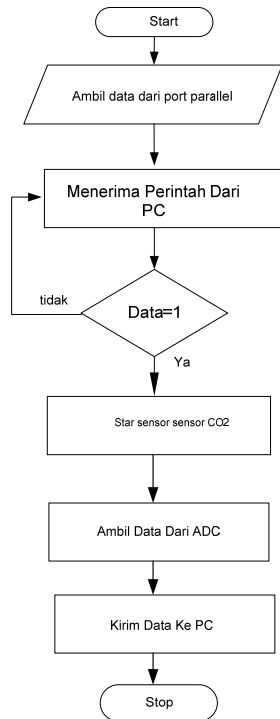 Start
Ambil data dari port parallel
Menerima Perintah Dari
PC
tidak
Data=1
Ya
Star sensor sensor CO2
Ambil Data Dari ADC
Kirim Data Ke PC
Stop